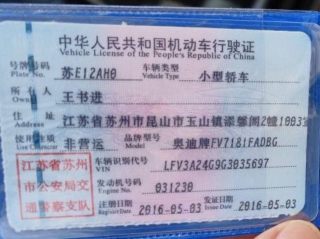 中华人民共和国机动车行驶证
Vehicle License of the People's Republic of China
号牌号码 苏E12AH0 车辆类型 小型轿车
Plate No. Vehicle Type
所有人 王书进
住址 江苏省苏州市昆山市玉山镇
Address
使用性质 非营运 品牌型号 奥迪牌FV7181FADBG
江苏省苏州市公安局交通警察支队
车辆识别代号 LFV3A24G9G3035697
VIN
发动机号码 031230
Engine No.
注册日期 2016-05-03 发证日期 2016-05-03
Register Date Issue Date